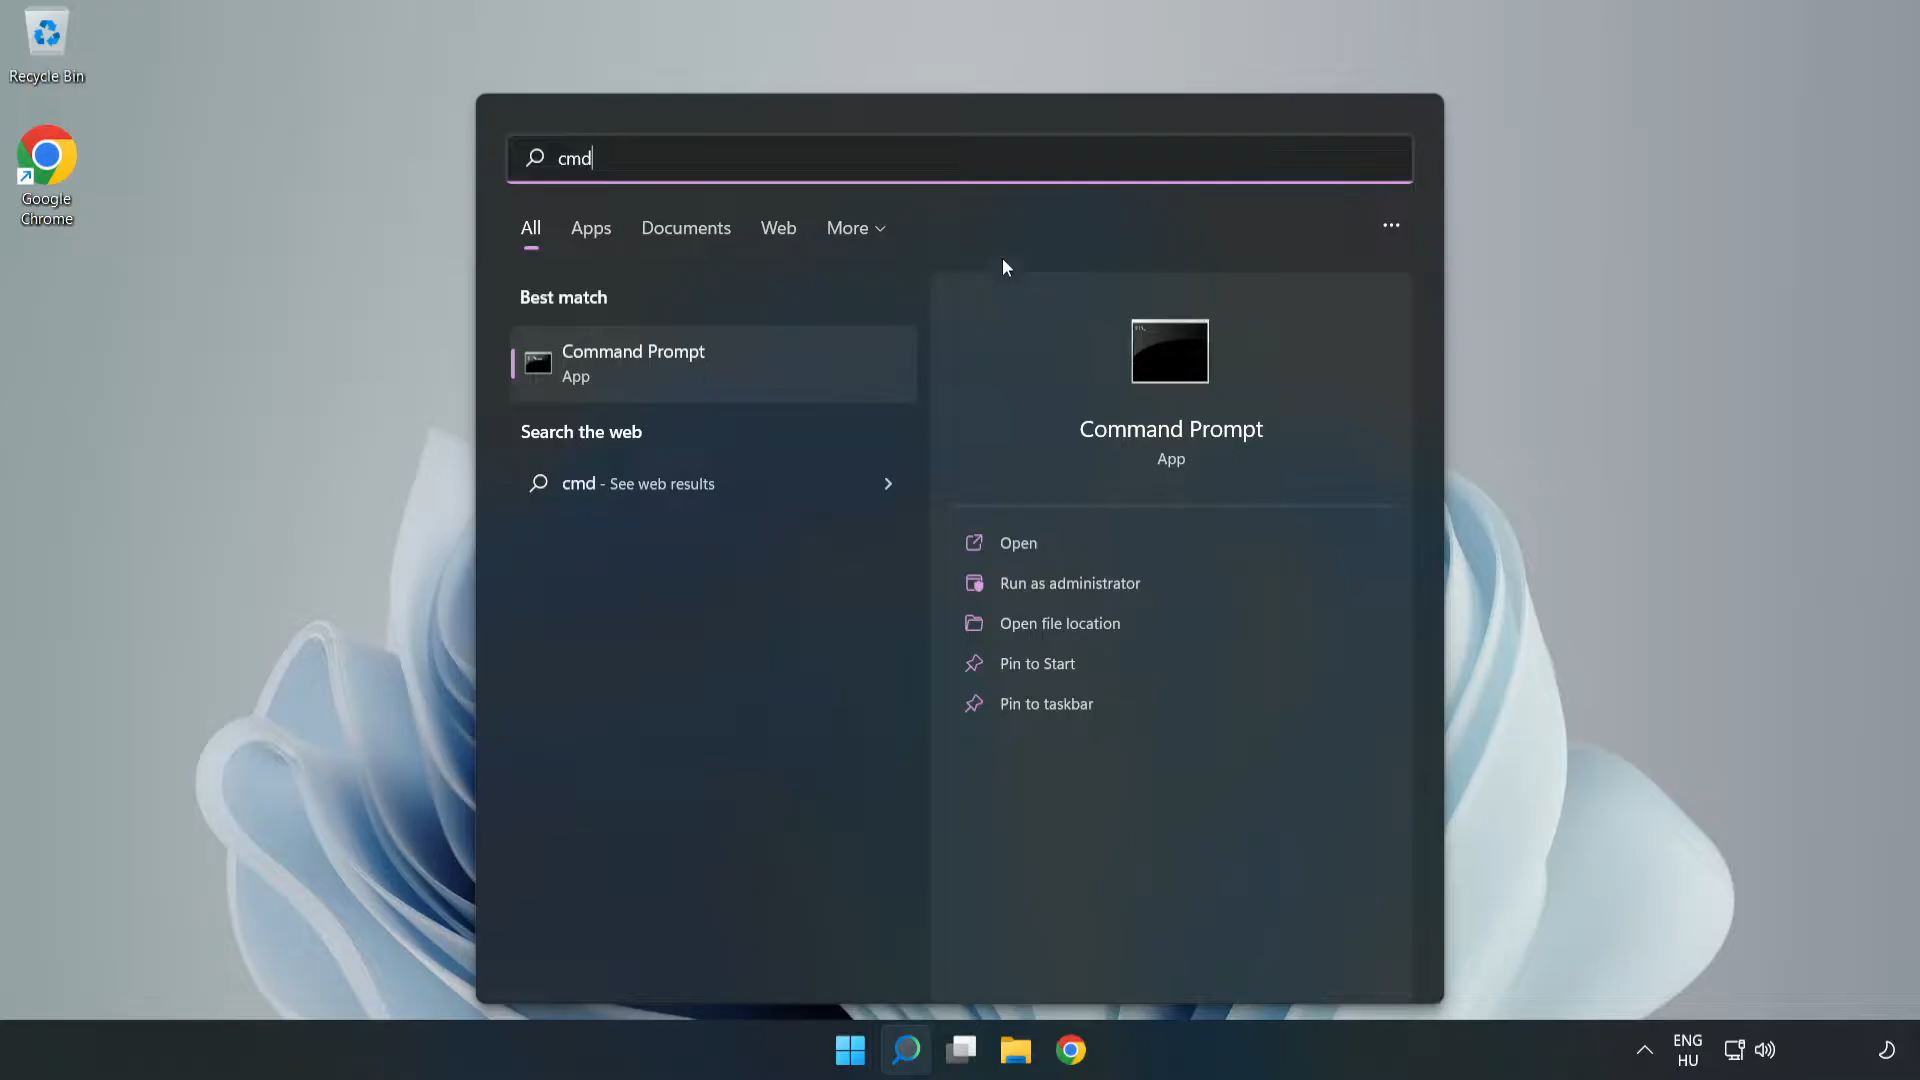 Recycle Bin
Google
Chrome
cmd
All Apps Documents Web More
Best match
Command Prompt
App
Search the web
cmd - See web results
Command Prompt
App
Open
Run as administrator
Open file location
Pin to Start
Pin to taskbar
ENG
HU